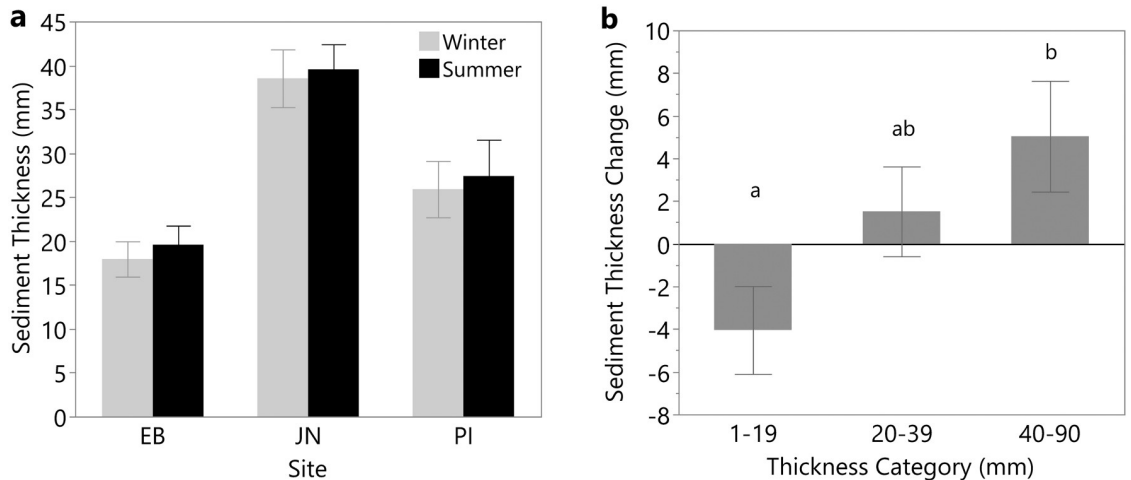 a
45
40
35
30
25
20
15
10
5
0
Sediment Thickness (mm)
Winter
Summer
EB JN PI
Site
b
10
8
6
4
2
0
-2
-4
-6
-8
Sediment Thickness Change (mm)
a
ab
b
1-19 20-39 40-90
Thickness Category (mm)